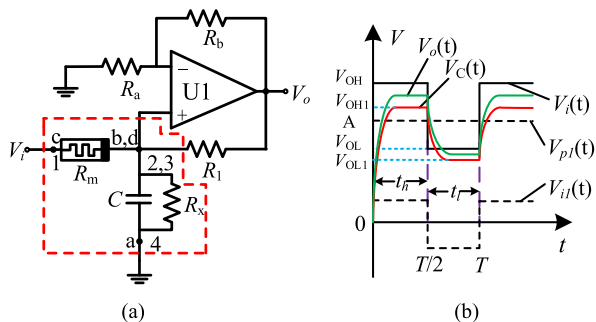 R_b
R_a
−
U1
+
V_o
c
b,d
V_i
1
R_m
2,3
R_1
C
R_x
a
4
(a)
V
V_o(t)
V_OH
V_C(t)
V_OH1
V_i(t)
A
V_OL
V_p1(t)
V_OL1
t_h
t_l
V_i1(t)
0
t
T/2
T
(b)